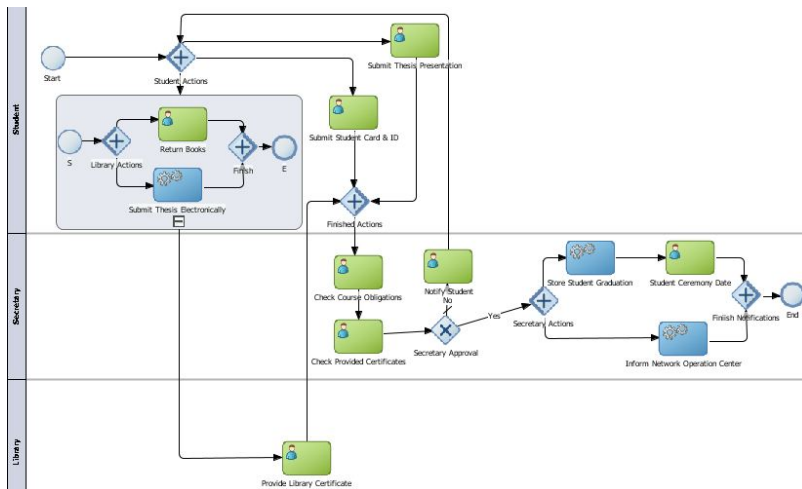 Student
Start
Student Actions
Submit Thesis Presentation
S
Library Actions
Return Books
Submit Thesis Electronically
Finish
E
Submit Student Card & ID
Finished Actions
Secretary
Check Course Obligations
Check Provided Certificates
Notify Student
No
Secretary Approval
Yes
Secretary Actions
Store Student Graduation
Student Ceremony Date
Finish Notifications
End
Inform Network Operation Center
Library
Provide Library Certificate